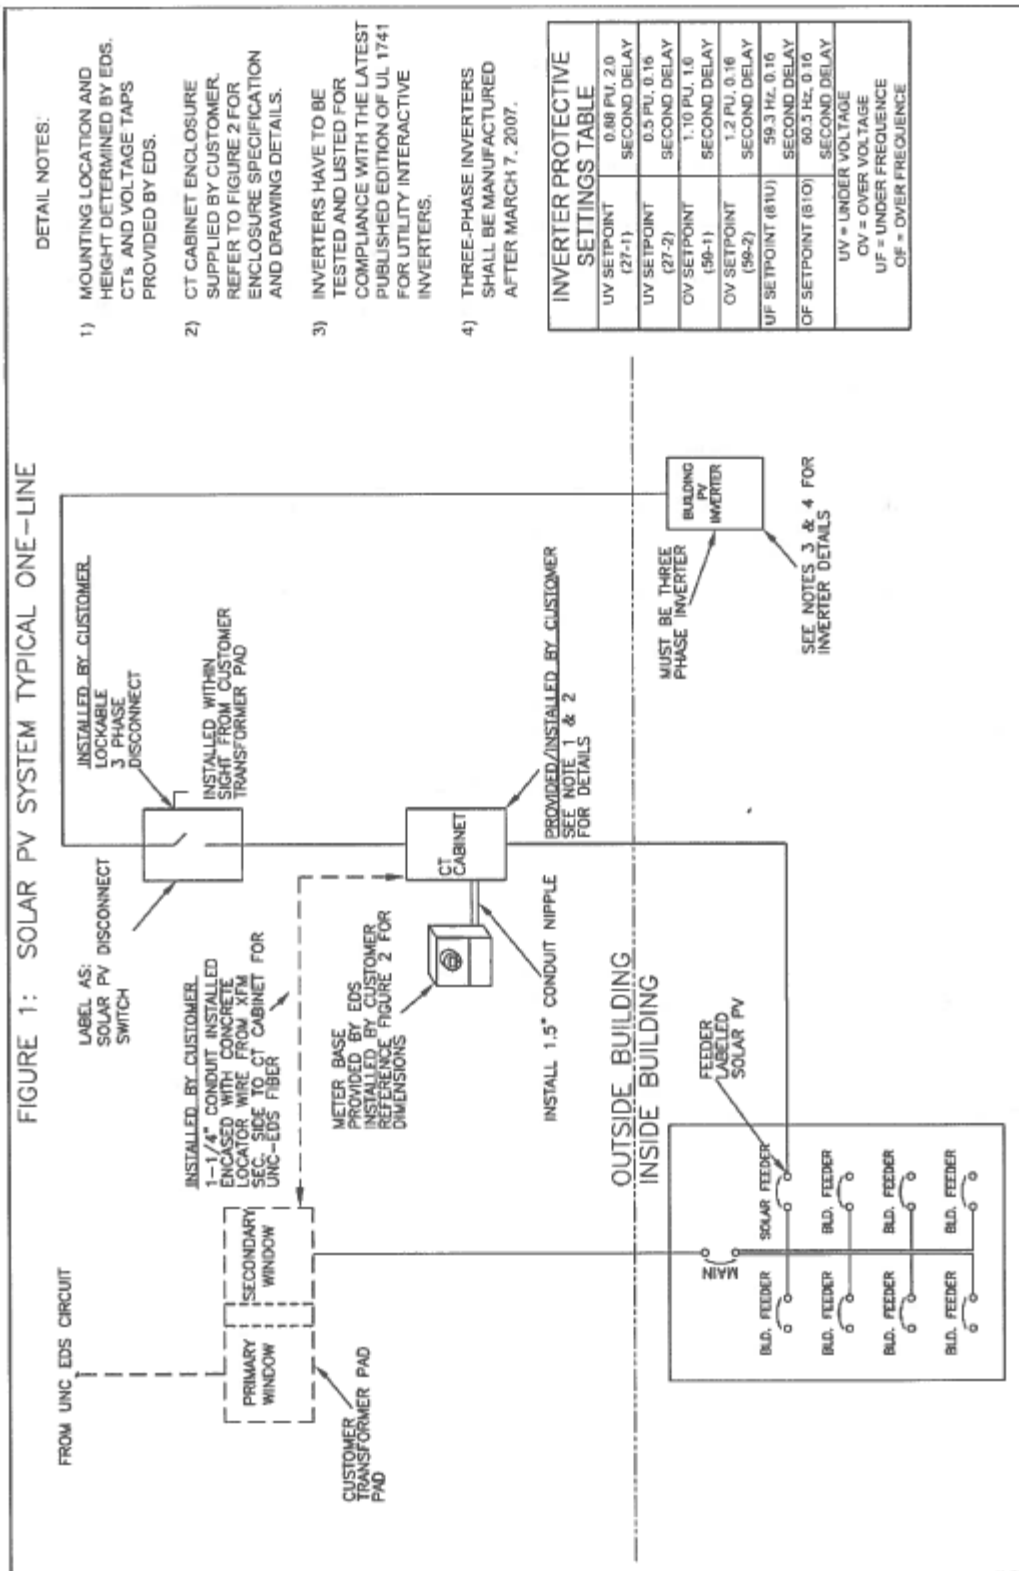 FIGURE 1: SOLAR PV SYSTEM TYPICAL ONE-LINE
FROM UNC EDS CIRCUIT
PRIMARY
WINDOW
SECONDARY
WINDOW
CUSTOMER
TRANSFORMER PAD
PAD
LABEL AS:
SOLAR PV DISCONNECT
SWITCH
INSTALLED BY CUSTOMER
LOCKABLE
3 PHASE
DISCONNECT
INSTALLED WITHIN
SIGHT FROM CUSTOMER
TRANSFORMER PAD
INSTALLED BY CUSTOMER
1-1/4" CONDUIT INSTALLED
ENCASED WITH CONCRETE
LOCATOR WIRE FROM XFM
SEC. SIDE TO CT CABINET FOR
UNC-EDS FIBER
METER BASE
PROVIDED BY EDS
INSTALLED BY CUSTOMER
REFERENCE FIGURE 2 FOR
DIMENSIONS
CT
CABINET
PROVIDED/INSTALLED BY CUSTOMER
SEE NOTE 1 & 2
FOR DETAILS
INSTALL 1.5" CONDUIT NIPPLE
OUTSIDE BUILDING
INSIDE BUILDING
FEEDER
LABELED
SOLAR PV
MAIN
BLD. FEEDER
SOLAR FEEDER
BLD. FEEDER
BLD. FEEDER
BLD. FEEDER
BLD. FEEDER
BLD. FEEDER
BLD. FEEDER
MUST BE THREE
PHASE INVERTER
BUILDING
PV
INVERTER
SEE NOTES 3 & 4 FOR
INVERTER DETAILS
DETAIL NOTES:
1) MOUNTING LOCATION AND
HEIGHT DETERMINED BY EDS.
CTs AND VOLTAGE TAPS
PROVIDED BY EDS.
2) CT CABINET ENCLOSURE
SUPPLIED BY CUSTOMER.
REFER TO FIGURE 2 FOR
ENCLOSURE SPECIFICATION
AND DRAWING DETAILS.
3) INVERTERS HAVE TO BE
TESTED AND LISTED FOR
COMPLIANCE WITH THE LATEST
PUBLISHED EDITION OF UL 1741
FOR UTILITY INTERACTIVE
INVERTERS.
4) THREE-PHASE INVERTERS
SHALL BE MANUFACTURED
AFTER MARCH 7, 2007.
INVERTER PROTECTIVE
SETTINGS TABLE
UV SETPOINT 0.88 PU, 2.0
(27-1) SECOND DELAY
UV SETPOINT 0.5 PU, 0.16
(27-2) SECOND DELAY
OV SETPOINT 1.10 PU, 1.0
(59-1) SECOND DELAY
OV SETPOINT 1.2 PU, 0.16
(59-2) SECOND DELAY
UF SETPOINT (81U) 59.3 Hz, 0.16
SECOND DELAY
OF SETPOINT (81O) 60.5 Hz, 0.16
SECOND DELAY
UV = UNDER VOLTAGE
OV = OVER VOLTAGE
UF = UNDER FREQUENCE
OF = OVER FREQUENCE